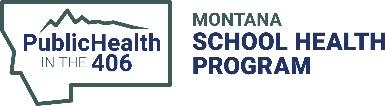 PublicHealth
IN THE 406
MONTANA
SCHOOL HEALTH
PROGRAM